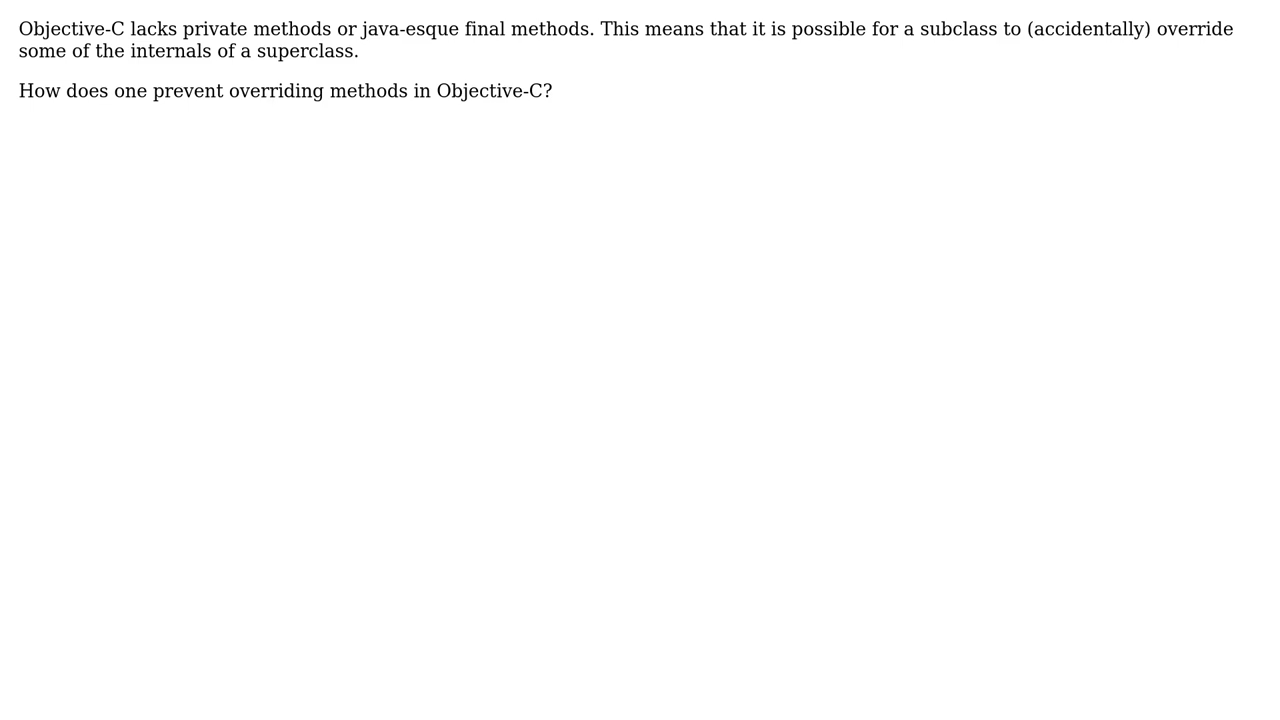 Objective-C lacks private methods or java-esque final methods. This means that it is possible for a subclass to (accidentally) override
some of the internals of a superclass.
How does one prevent overriding methods in Objective-C?